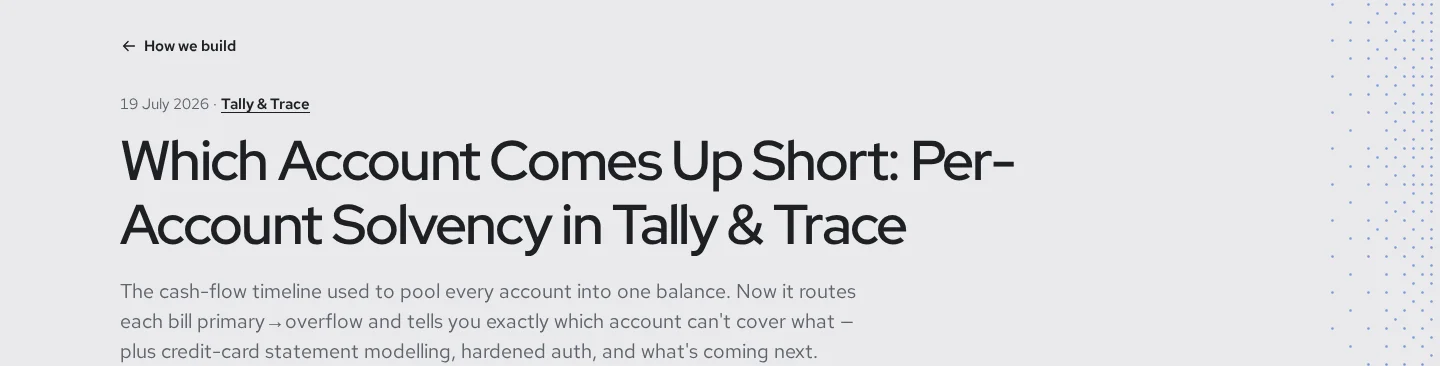 ← How we build
19 July 2026 · Tally & Trace
Which Account Comes Up Short: Per-
Account Solvency in Tally & Trace
The cash-flow timeline used to pool every account into one balance. Now it routes
each bill primary→overflow and tells you exactly which account can't cover what —
plus credit-card statement modelling, hardened auth, and what's coming next.